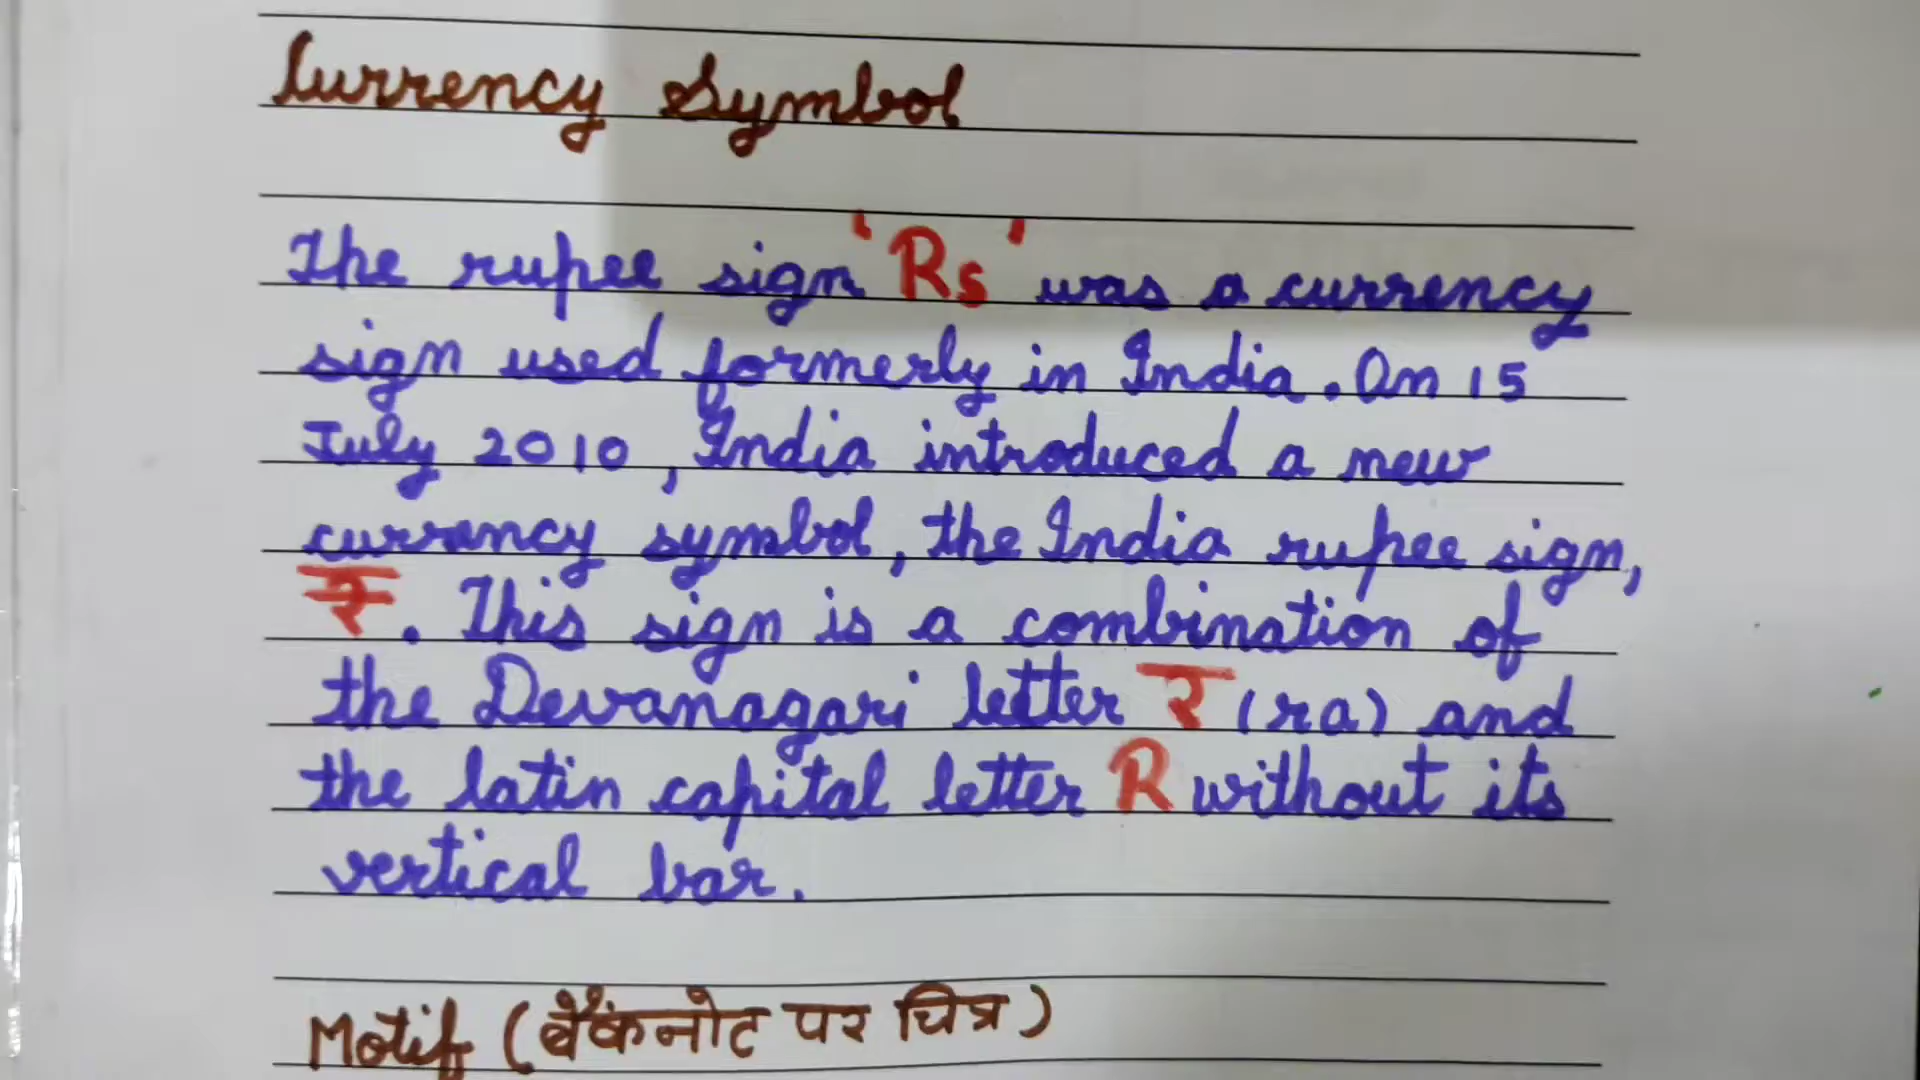 Currency Symbol
The rupee sign 'Rs' was a currency
sign used formerly in India. On 15
July 2010, India introduced a new
currancy symbol, the India rupee sign,
₹. This sign is a combination of
the Devanagari letter र (ra) and
the latin capital letter R without its
vertical bar.
Motif (बैंकनोट पर चित्र)